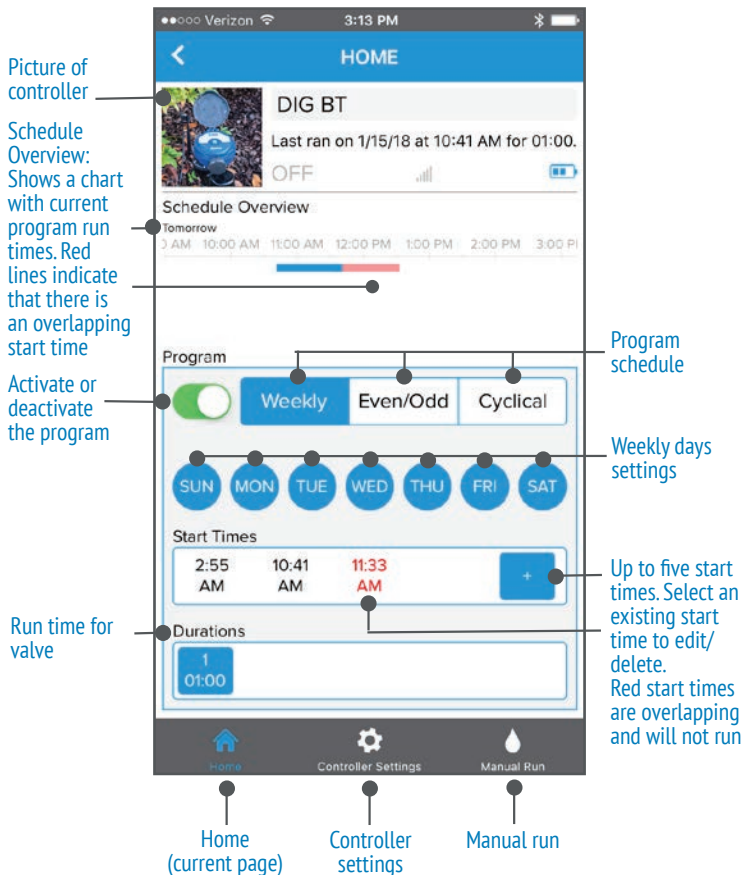 Verizon
3:13 PM
HOME
Picture of
controller
DIG BT
Last ran on 1/15/18 at 10:41 AM for 01:00.
OFF
Schedule
Overview:
Shows a chart
with current
program run
times. Red
lines indicate
that there is
an overlapping
start time
Schedule Overview
Tomorrow
0 AM 10:00 AM 11:00 AM 12:00 PM 1:00 PM 2:00 PM 3:00 P
Program
Program
schedule
Activate or
deactivate
the program
Weekly Even/Odd Cyclical
Weekly days
settings
SUN MON TUE WED THU FRI SAT
Start Times
2:55 10:41 11:33
AM AM AM
+
Up to five start
times. Select an
existing start
time to edit/
delete.
Red start times
are overlapping
and will not run
Run time for
valve
Durations
1
01:00
Home Controller Settings Manual Run
Home
(current page)
Controller
settings
Manual run